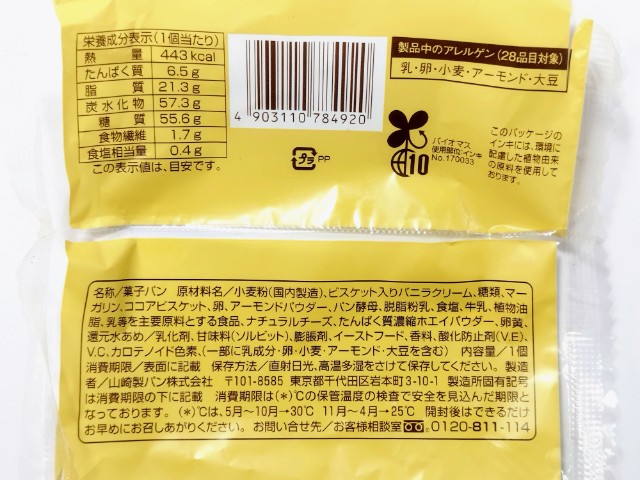 栄養成分表示(1個当たり)
熱量 443kcal
たんぱく質 6.5g
脂質 21.3g
炭水化物 57.3g
糖質 55.6g
食物繊維 1.7g
食塩相当量 0.4g
この表示値は、目安です。
4 903110 784920
プラ PP
製品中のアレルゲン(28品目対象)
乳・卵・小麦・アーモンド・大豆
10
バイオマス
使用部位:インキ
No.170033
このパッケージの
インキには、環境に
配慮した植物由来
の原料を使用して
おります。
名称/菓子パン 原材料名/小麦粉(国内製造)、ビスケット入りバニラクリーム、糖類、マー
ガリン、ココアビスケット、卵、アーモンドパウダー、パン酵母、脱脂粉乳、食塩、牛乳、植物油
脂、乳等を主要原料とする食品、ナチュラルチーズ、たんぱく質濃縮ホエイパウダー、卵黄、
還元水あめ/乳化剤、甘味料(ソルビット)、膨脹剤、イーストフード、香料、酸化防止剤(V.E)、
V.C、カロテノイド色素、(一部に乳成分・卵・小麦・アーモンド・大豆を含む) 内容量/1個
消費期限/表面に記載 保存方法/直射日光、高温多湿をさけて保存してください。 製
造者/山崎製パン株式会社 〒101-8585 東京都千代田区岩本町3-10-1 製造所固有記号
は消費期限の下に記載 消費期限は(*)℃の保管温度の検査で安全を見込んだ期限と
なっております。(*)℃は、5月~10月→30℃ 11月~4月→25℃ 開封後はできるだけ
お早めにお召しあがりください。 お問い合せ先/お客様相談室 0120-811-114